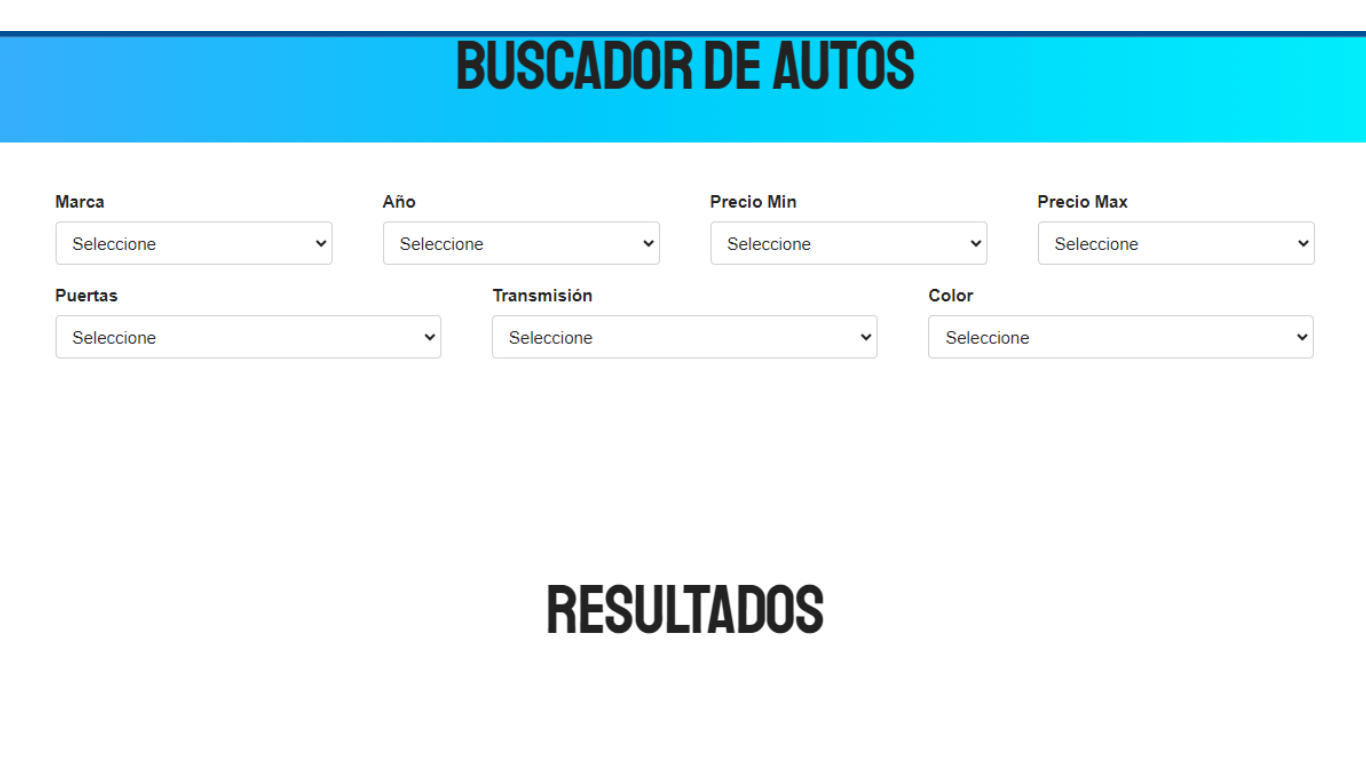 BUSCADOR DE AUTOS
Marca Año Precio Min Precio Max
Seleccione Seleccione Seleccione Seleccione
Puertas Transmisión Color
Seleccione Seleccione Seleccione
RESULTADOS